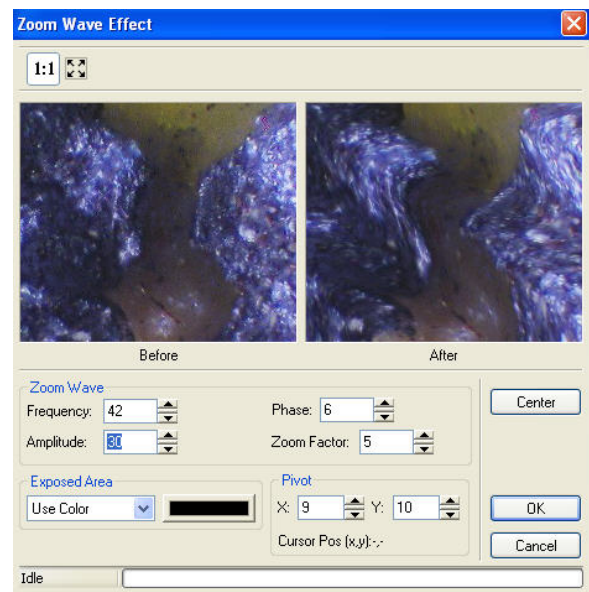 Zoom Wave Effect
1:1
Before
After
Zoom Wave
Frequency: 42
Phase: 6
Center
Amplitude: 30
Zoom Factor: 5
Exposed Area
Pivot
Use Color
X: 9 Y: 10
OK
Cursor Pos (x,y):-,-
Cancel
Idle